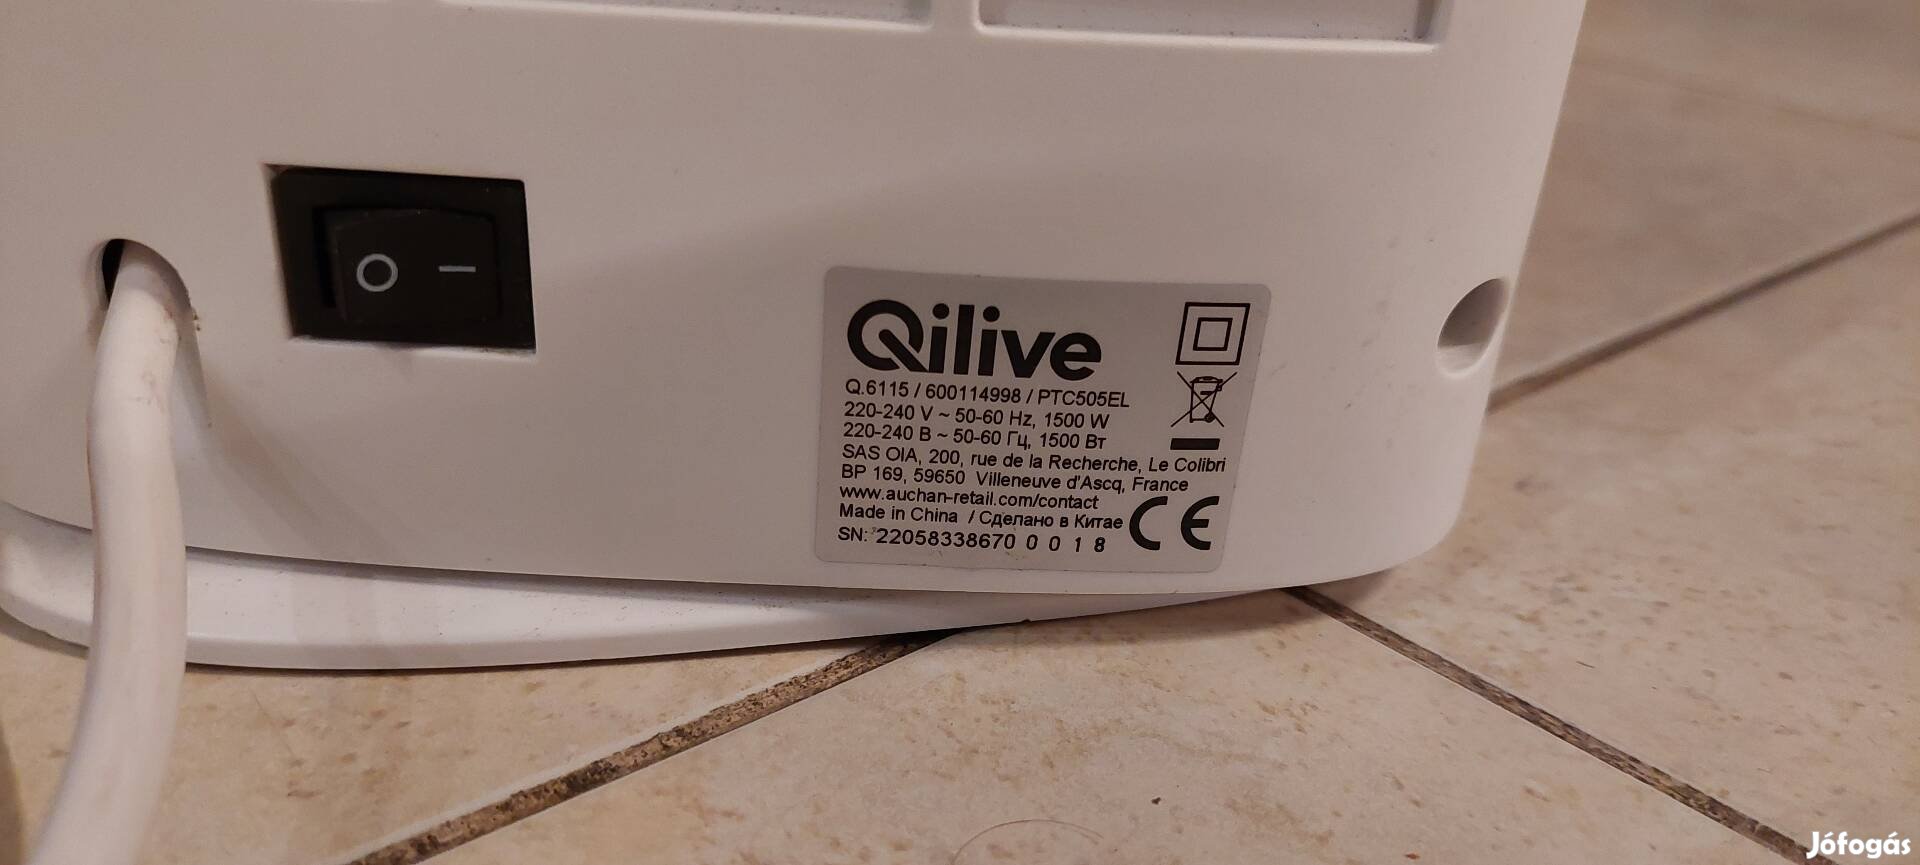 O —
Qilive
Q.6115 / 600114998 / PTC505EL
220-240 V ~ 50-60 Hz, 1500 W
220-240 В ~ 50-60 Гц, 1500 Вт
SAS OIA, 200, rue de la Recherche, Le Colibri
BP 169, 59650 Villeneuve d'Ascq, France
www.auchan-retail.com/contact
Made in China / Сделано в Китае
CE
SN: 22058338670 0 0 1 8
Jófogás